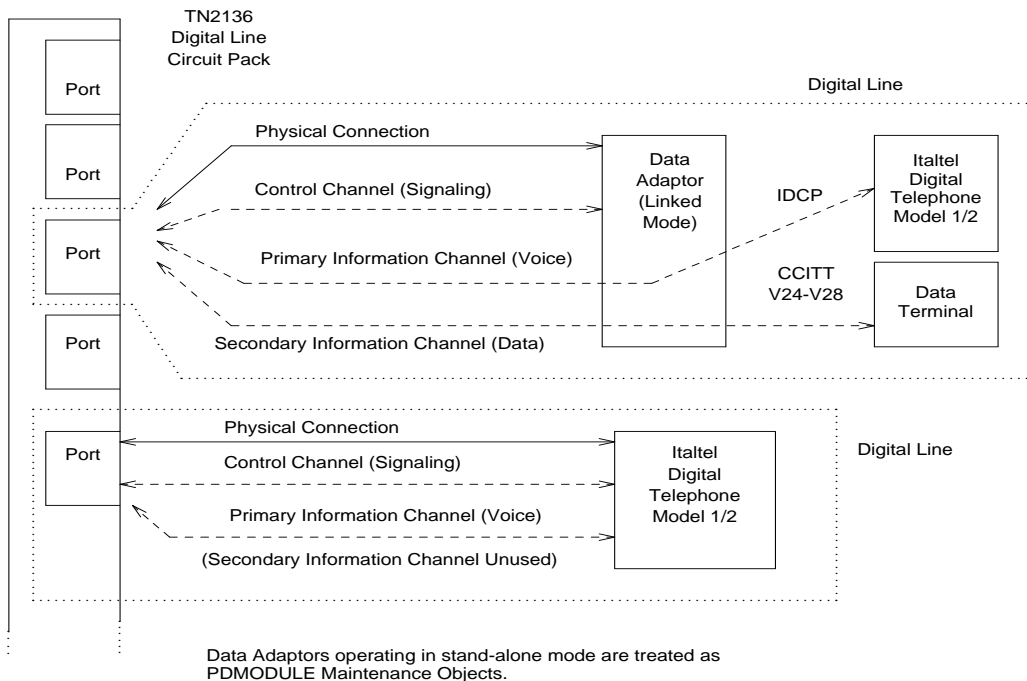 TN2136
Digital Line
Circuit Pack
Port
Port
Port
Port
Port
Digital Line
Physical Connection
Control Channel (Signaling)
Primary Information Channel (Voice)
Secondary Information Channel (Data)
Data
Adaptor
(Linked
Mode)
IDCP
CCITT
V24-V28
Italtel
Digital
Telephone
Model 1/2
Data
Terminal
Physical Connection
Control Channel (Signaling)
Primary Information Channel (Voice)
(Secondary Information Channel Unused)
Italtel
Digital
Telephone
Model 1/2
Digital Line
Data Adaptors operating in stand-alone mode are treated as
PDMODULE Maintenance Objects.